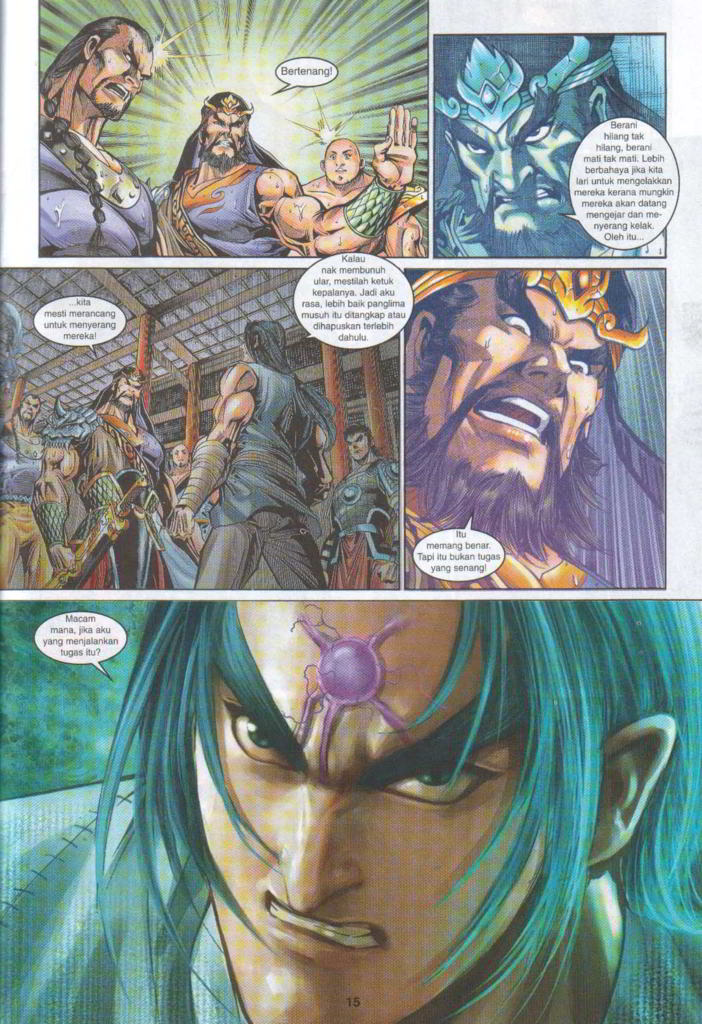 Bertenang!
Berani
hilang tak
hilang, berani
mati tak mati. Lebih
berbahaya jika kita
lari untuk mengelakkan
mereka kerana mungkin
mereka akan datang
mengejar dan me-
nyerang kelak.
Oleh itu...
...kita
mesti merancang
untuk menyerang
mereka!
Kalau
nak membunuh
ular, mestilah ketuk
kepalanya. Jadi aku
rasa, lebih baik panglima
musuh itu ditangkap atau
dihapuskan terlebih
dahulu.
Itu
memang benar.
Tapi itu bukan tugas
yang senang!
Macam
mana, jika aku
yang menjalankan
tugas itu?
15